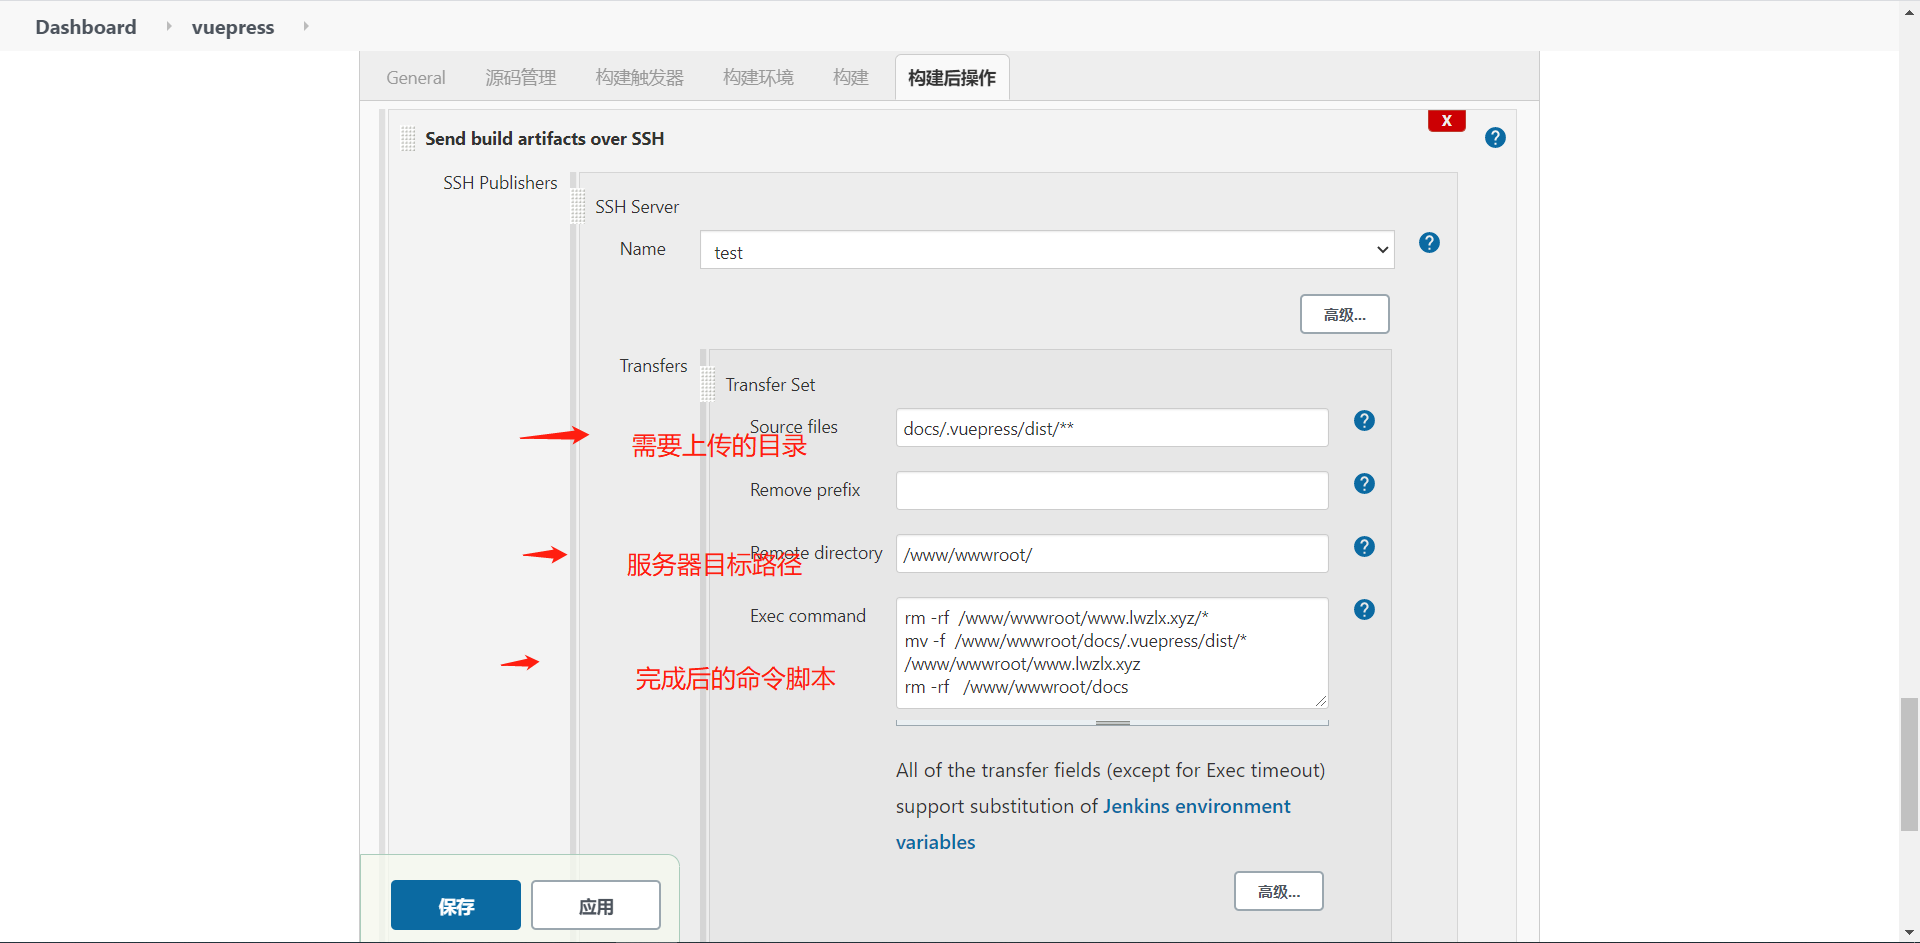 Dashboard vuepress
General 源码管理 构建触发器 构建环境 构建 构建后操作
X
Send build artifacts over SSH ?
SSH Publishers
SSH Server
Name test ?
高级...
Transfers
Transfer Set
Source files docs/.vuepress/dist/** ?
需要上传的目录
Remove prefix ?
Remote directory /www/wwwroot/ ?
服务器目标路径
Exec command ?
rm -rf  /www/wwwroot/www.lwzlx.xyz/*
mv -f  /www/wwwroot/docs/.vuepress/dist/*
/www/wwwroot/www.lwzlx.xyz
rm -rf   /www/wwwroot/docs
完成后的命令脚本
All of the transfer fields (except for Exec timeout)
support substitution of Jenkins environment
variables
高级...
保存 应用